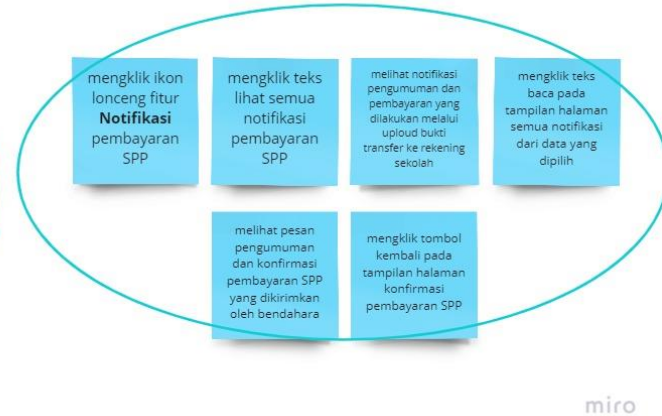 mengklik ikon
lonceng fitur
Notifikasi
pembayaran
SPP
mengklik teks
lihat semua
notifikasi
pembayaran
SPP
melihat notifikasi
pengumuman dan
pembayaran yang
dilakukan melalui
uploud bukti
transfer ke rekening
sekolah
mengklik teks
baca pada
tampilan halaman
semua notifikasi
dari data yang
dipilih
melihat pesan
pengumuman
dan konfirmasi
pembayaran SPP
yang dikirimkan
oleh bendahara
mengklik tombol
kembali pada
tampilan halaman
konfirmasi
pembayaran SPP
miro